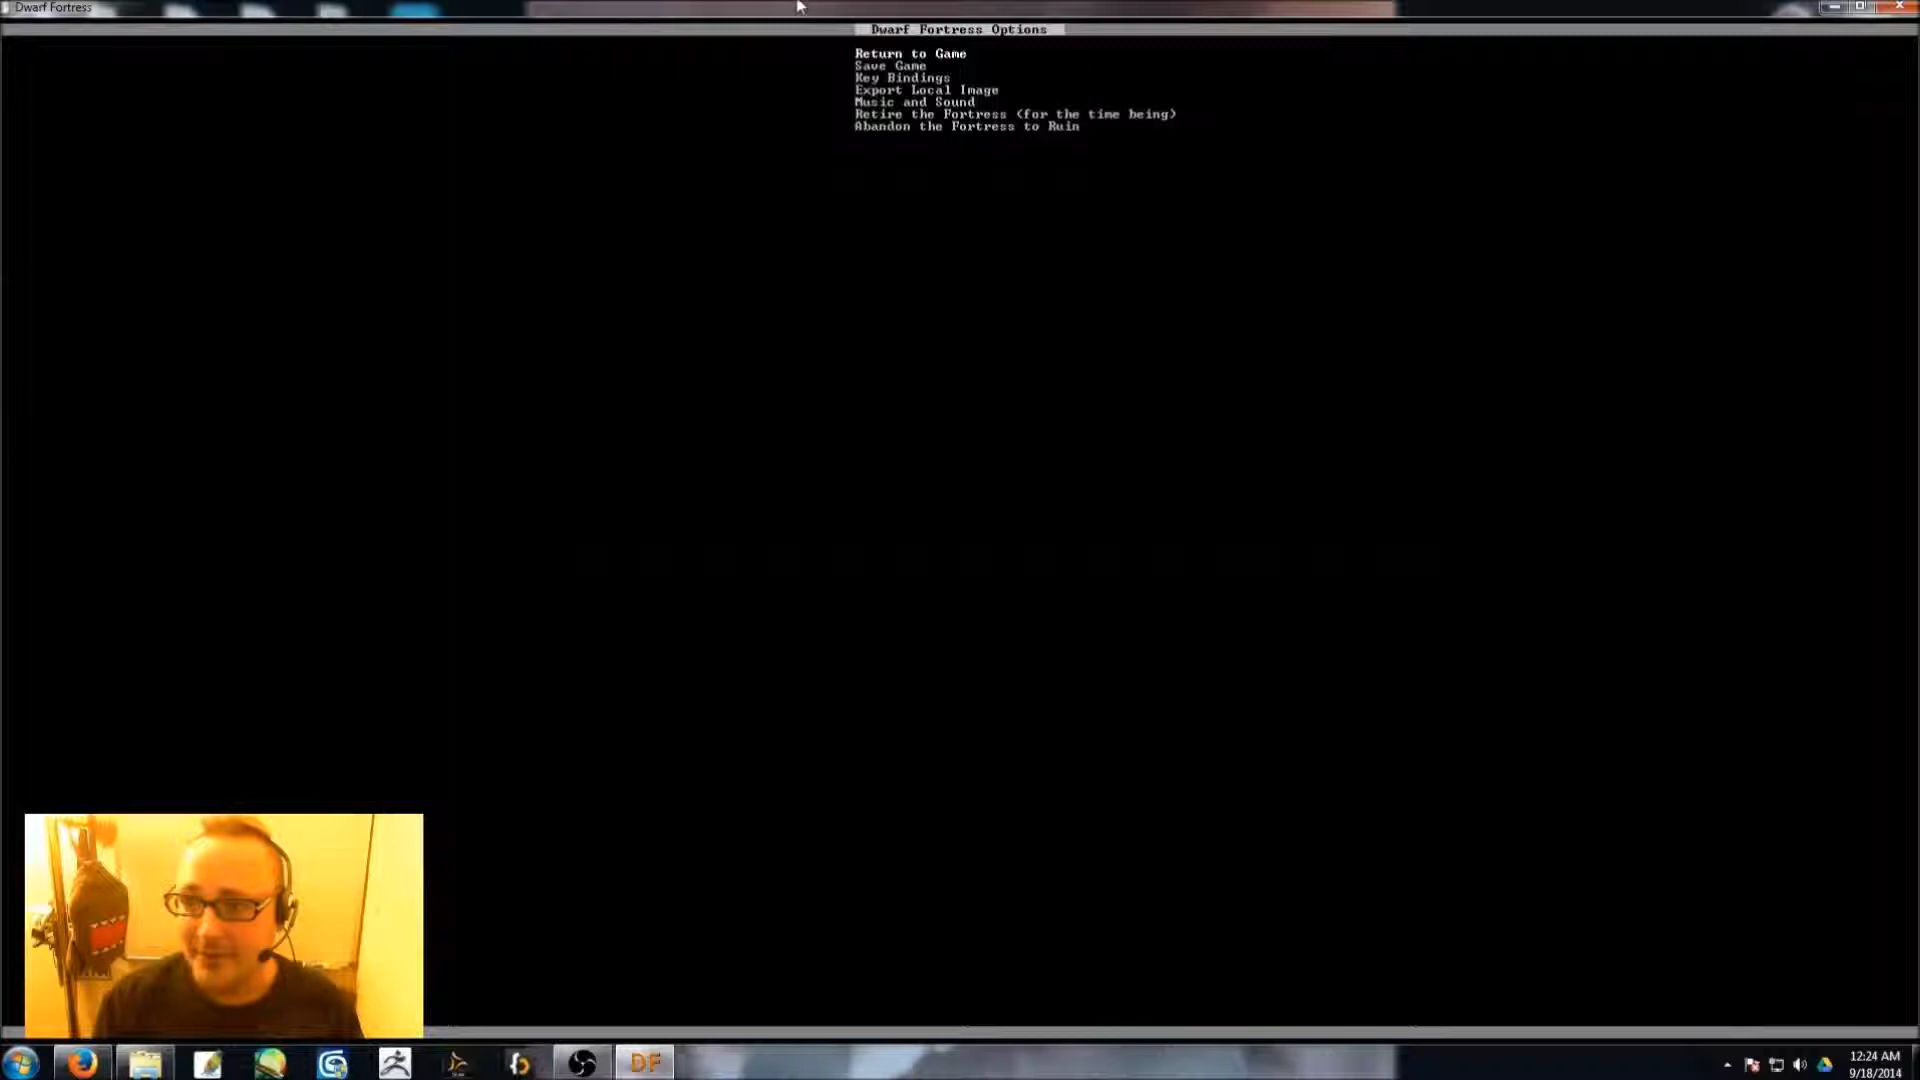 Dwarf Fortress
Dwarf Fortress Options
Return to Game
Save Game
Key Bindings
Export Local Image
Music and Sound
Retire the Fortress (for the time being)
Abandon the Fortress to Ruin
DF
12:24 AM
9/18/2014